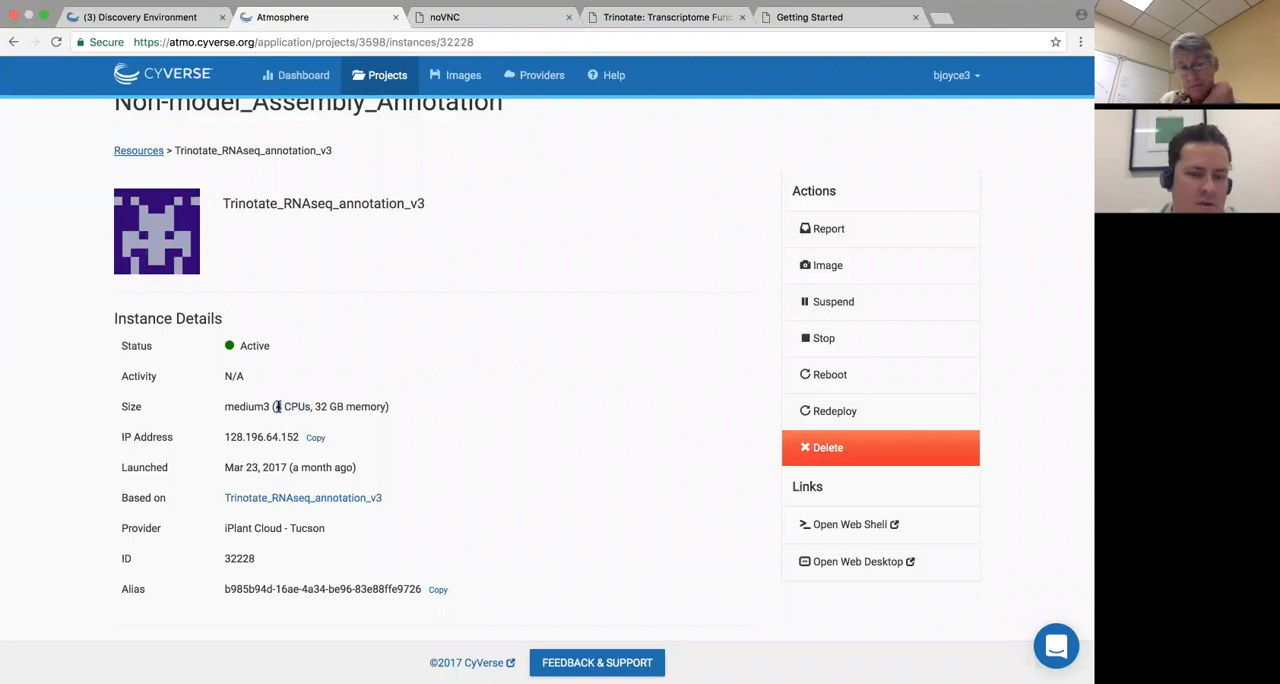 (3) Discovery Environment
Atmosphere
noVNC
Trinotate: Transcriptome Fun
Getting Started
Secure
https://atmo.cyverse.org/application/projects/3598/instances/32228
CYVERSE
Dashboard
Projects
Images
Providers
Help
bjoyce3
Non-model_Assembly_Annotation
Resources > Trinotate_RNAseq_annotation_v3
Trinotate_RNAseq_annotation_v3
Instance Details
Status Active
Activity N/A
Size medium3 ( CPUs, 32 GB memory)
IP Address 128.196.64.152 Copy
Launched Mar 23, 2017 (a month ago)
Based on Trinotate_RNAseq_annotation_v3
Provider iPlant Cloud - Tucson
ID 32228
Alias b985b94d-16ae-4a34-be96-83e88ffe9726 Copy
Actions
Report
Image
Suspend
Stop
Reboot
Redeploy
Delete
Links
Open Web Shell
Open Web Desktop
©2017 CyVerse
FEEDBACK & SUPPORT